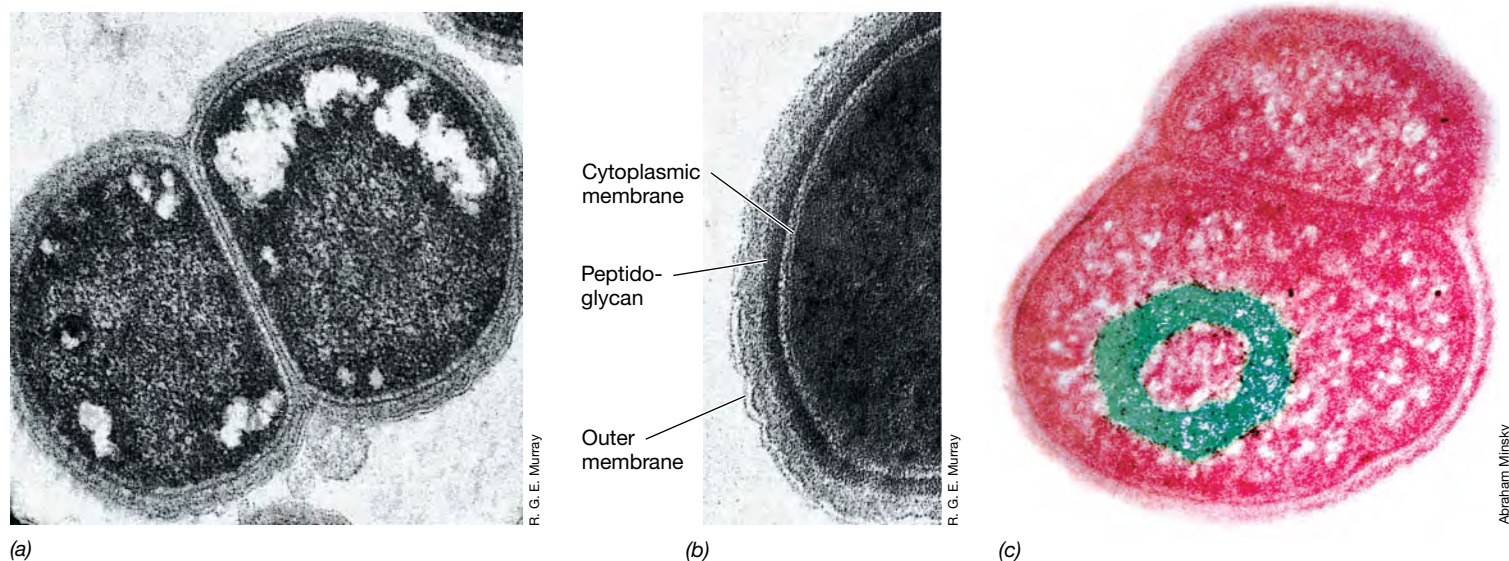 Cytoplasmic
membrane
Peptido-
glycan
Outer
membrane
R. G. E. Murray
R. G. E. Murray
Abraham Minsky
(a)
(b)
(c)